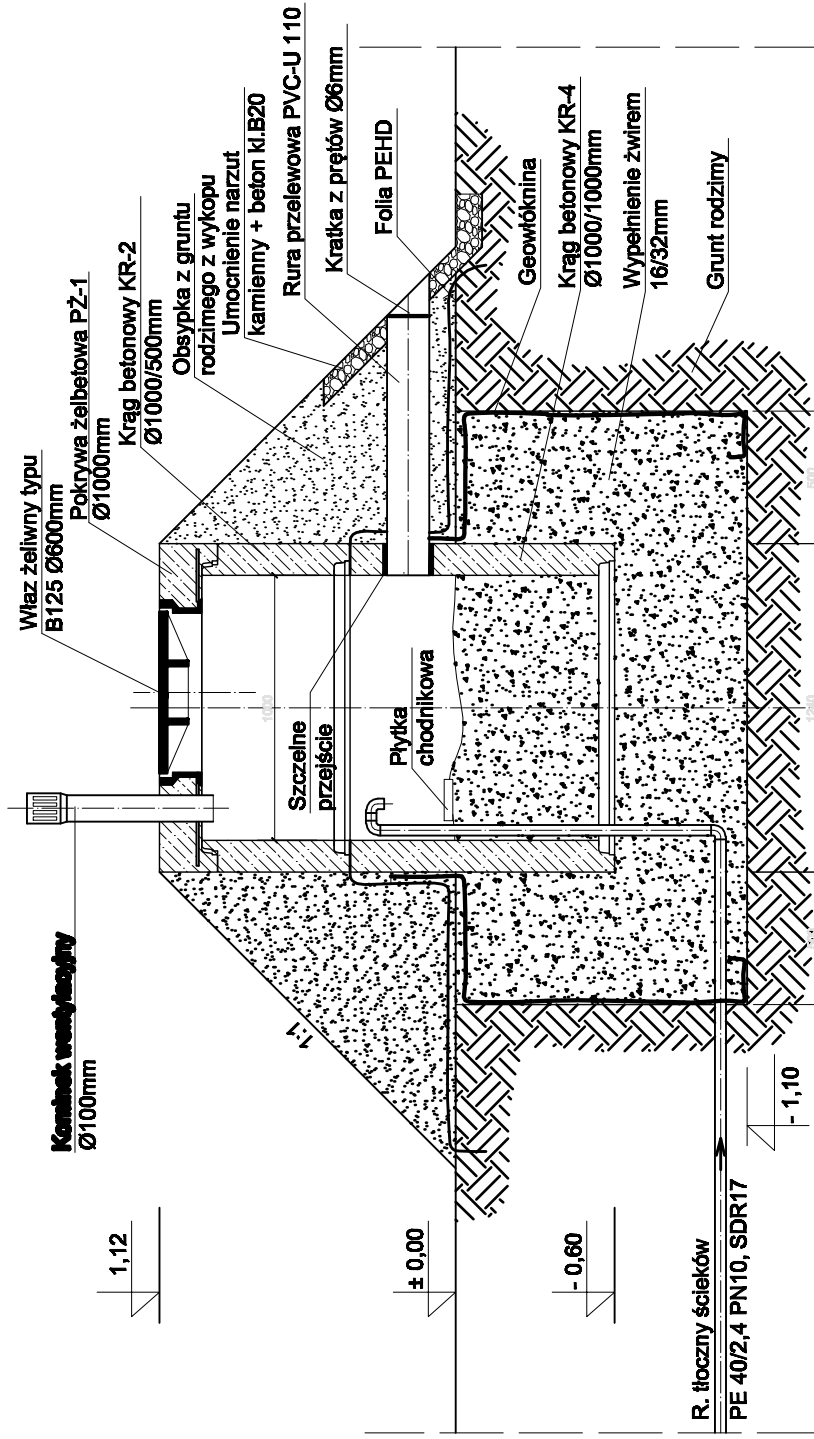 Kominek wentylacyjny
Ø100mm
Właz żeliwny typu
B125 Ø600mm
Pokrywa żelbetowa PŻ-1
Ø1000mm
Krąg betonowy KR-2
Ø1000/500mm
Obsypka z gruntu
rodzimego z wykopu
Umocnienie narzut
kamienny + beton kl.B20
Rura przelewowa PVC-U 110
Kratka z prętów Ø6mm
Folia PEHD
Geowłóknina
Krąg betonowy KR-4
Ø1000/1000mm
Wypełnienie żwirem
16/32mm
Grunt rodzimy
Szczelne
przejście
Płytka
chodnikowa
1000
1:1
1,12
± 0,00
- 0,60
- 1,10
R. tłoczny ścieków
PE 40/2,4 PN10, SDR17